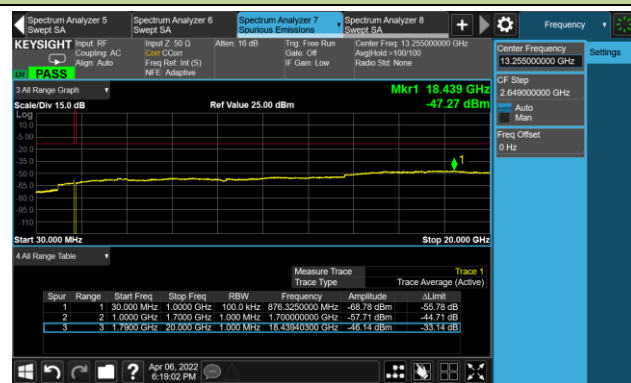 Spectrum Analyzer 5
Swept SA
Spectrum Analyzer 6
Swept SA
Spectrum Analyzer 7
Spurious Emissions
Spectrum Analyzer 8
Swept SA
Frequency
KEYSIGHT
Input: RF
Coupling: AC
Align: Auto
Input Z: 50 Ω
Corr CCorr
Freq Ref: Int (S)
NFE: Adaptive
Atten: 16 dB
Trig: Free Run
Gate: Off
IF Gain: Low
Center Freq: 13.255000000 GHz
Avg|Hold:>100/100
Radio Std: None
PASS
Center Frequency
13.255000000 GHz
Settings
CF Step
2.649000000 GHz
Auto
Man
Freq Offset
0 Hz
3 All Range Graph
Mkr1 18.439 GHz
Scale/Div 15.0 dB
Ref Value 25.00 dBm
-47.27 dBm
Log
10.0
-5.00
-20.0
-35.0
-50.0
-65.0
-80.0
-95.0
-110
1
Start 30.000 MHz
Stop 20.000 GHz
4 All Range Table
Measure Trace Trace 1
Trace Type Trace Average (Active)
Spur Range Start Freq Stop Freq RBW Frequency Amplitude ΔLimit
1 1 30.000 MHz 1.0000 GHz 100.0 kHz 876.3250000 MHz -68.78 dBm -55.78 dB
2 2 1.0000 GHz 1.7000 GHz 1.000 MHz 1.700000000 GHz -57.71 dBm -44.71 dB
3 3 1.7900 GHz 20.000 GHz 1.000 MHz 18.43940300 GHz -46.14 dBm -33.14 dB
?
Apr 06, 2022
6:19:02 PM